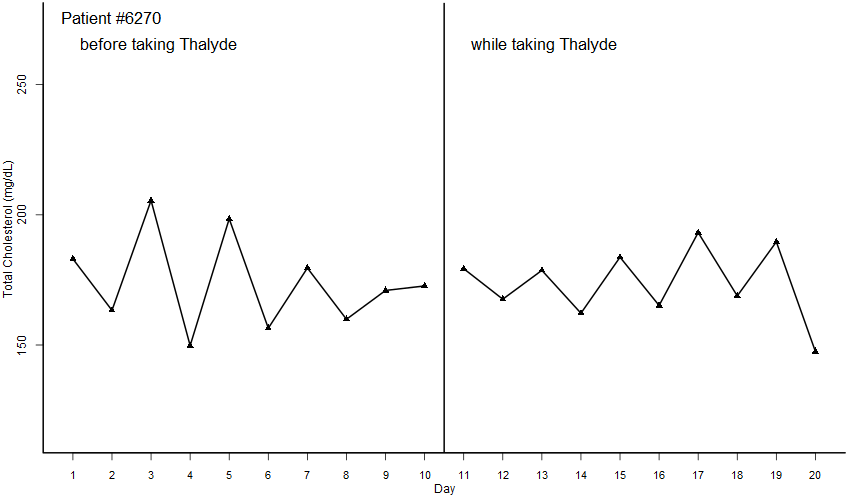 Patient #6270
before taking Thalyde
while taking Thalyde
Total Cholesterol (mg/dL)
250
200
150
1 2 3 4 5 6 7 8 9 10 11 12 13 14 15 16 17 18 19 20
Day